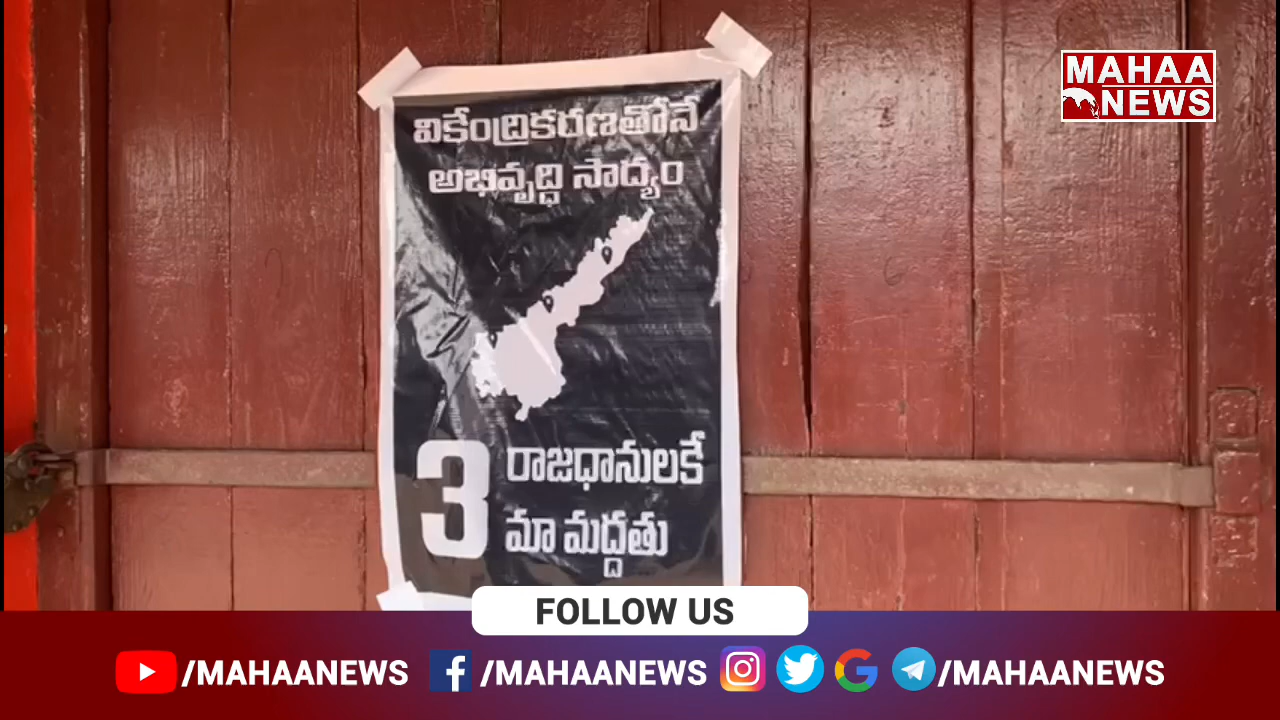 MAHAA
NEWS
వికేంద్రికరణతోనే
అభివృద్ధి సాద్యం
3 రాజధానులకే
మా మద్దతు
FOLLOW US
/MAHAANEWS /MAHAANEWS /MAHAANEWS